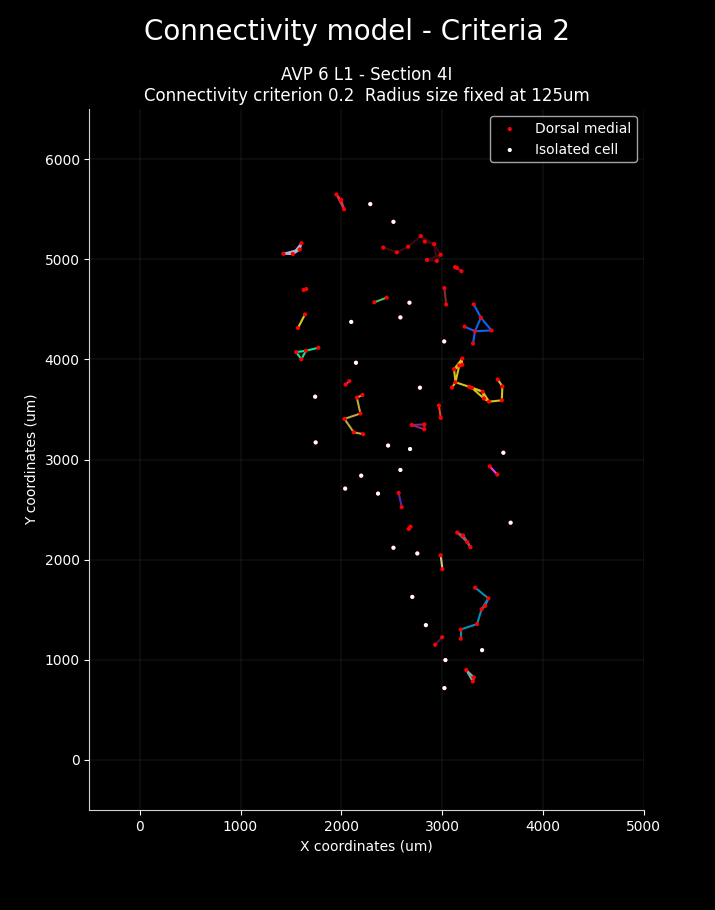 Connectivity model - Criteria 2
AVP 6 L1 - Section 4I
Connectivity criterion 0.2  Radius size fixed at 125um
Dorsal medial
Isolated cell
6000
5000
4000
3000
2000
1000
0
Y coordinates (um)
0 1000 2000 3000 4000 5000
X coordinates (um)